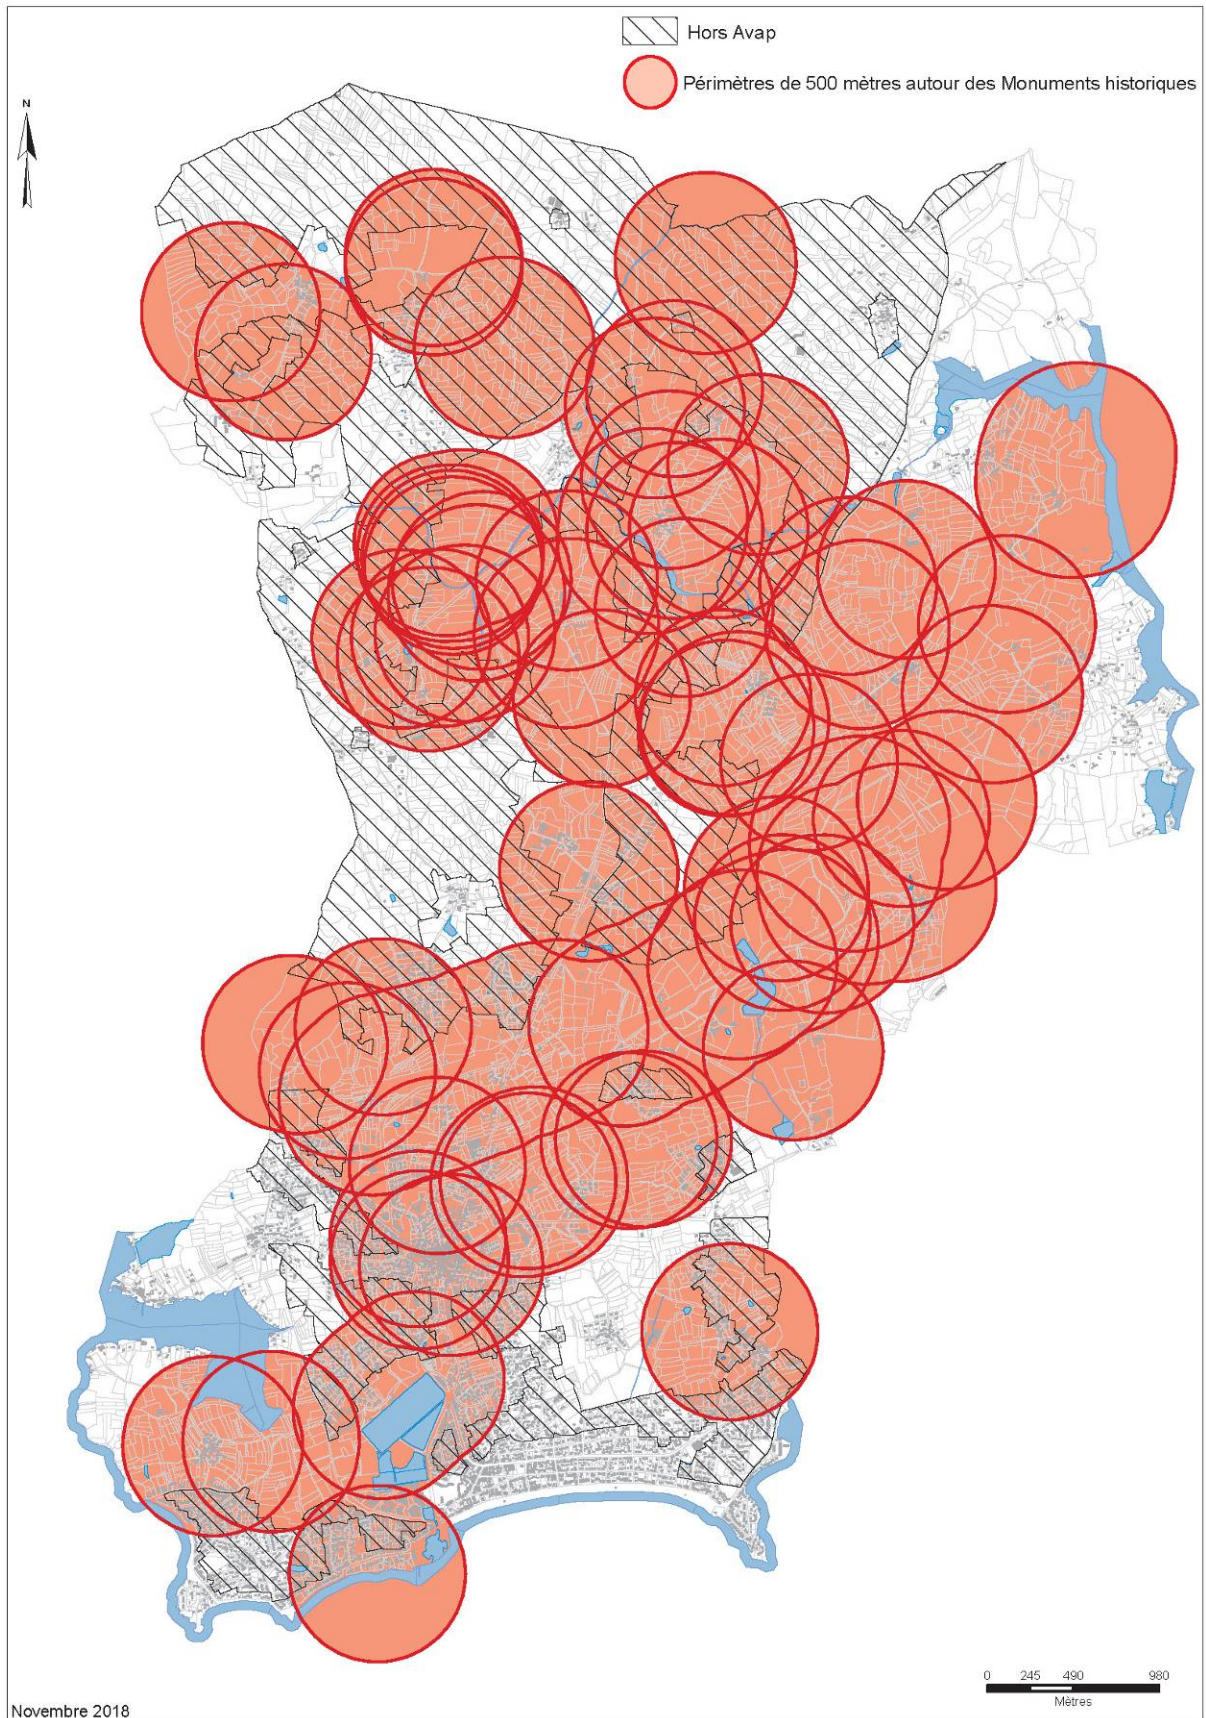 Hors Avap
Périmètres de 500 mètres autour des Monuments historiques
N
0 245 490 980
Mètres
Novembre 2018